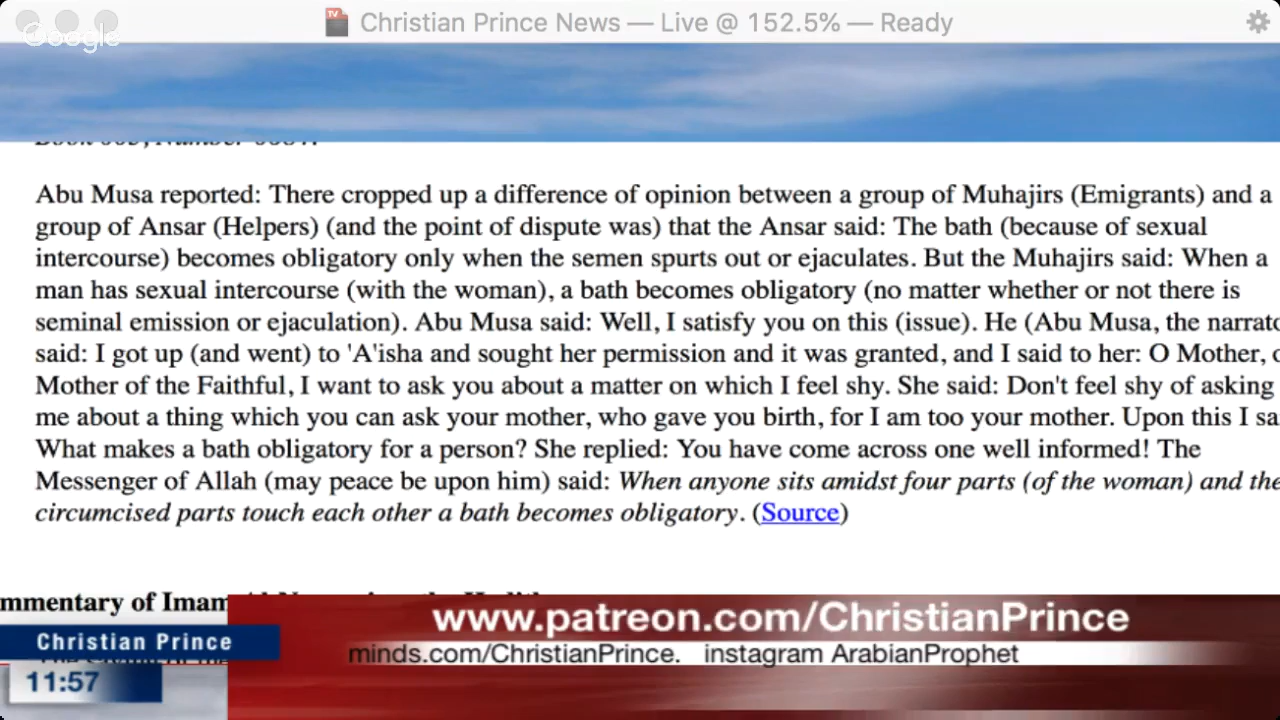 Christian Prince News — Live @ 152.5% — Ready
Google
Abu Musa reported: There cropped up a difference of opinion between a group of Muhajirs (Emigrants) and a
group of Ansar (Helpers) (and the point of dispute was) that the Ansar said: The bath (because of sexual
intercourse) becomes obligatory only when the semen spurts out or ejaculates. But the Muhajirs said: When a
man has sexual intercourse (with the woman), a bath becomes obligatory (no matter whether or not there is
seminal emission or ejaculation). Abu Musa said: Well, I satisfy you on this (issue). He (Abu Musa, the narrato
said: I got up (and went) to 'A'isha and sought her permission and it was granted, and I said to her: O Mother, o
Mother of the Faithful, I want to ask you about a matter on which I feel shy. She said: Don't feel shy of asking
me about a thing which you can ask your mother, who gave you birth, for I am too your mother. Upon this I sa
What makes a bath obligatory for a person? She replied: You have come across one well informed! The
Messenger of Allah (may peace be upon him) said: When anyone sits amidst four parts (of the woman) and the
circumcised parts touch each other a bath becomes obligatory. (Source)
mmentary of Imam
www.patreon.com/ChristianPrince
Christian Prince
minds.com/ChristianPrince. instagram ArabianProphet
11:57